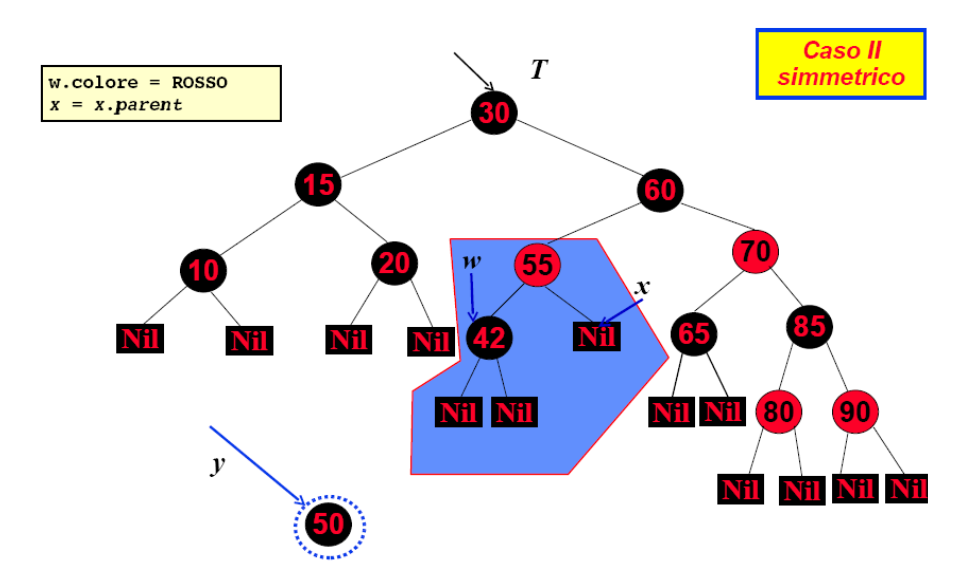 Caso II
simmetrico
w.colore = ROSSO
x = x.parent
T
30
15
60
10
20
w
55
70
x
Nil
Nil
Nil
Nil
42
Nil
65
85
Nil
Nil
Nil
Nil
80
90
y
Nil
Nil
Nil
Nil
50